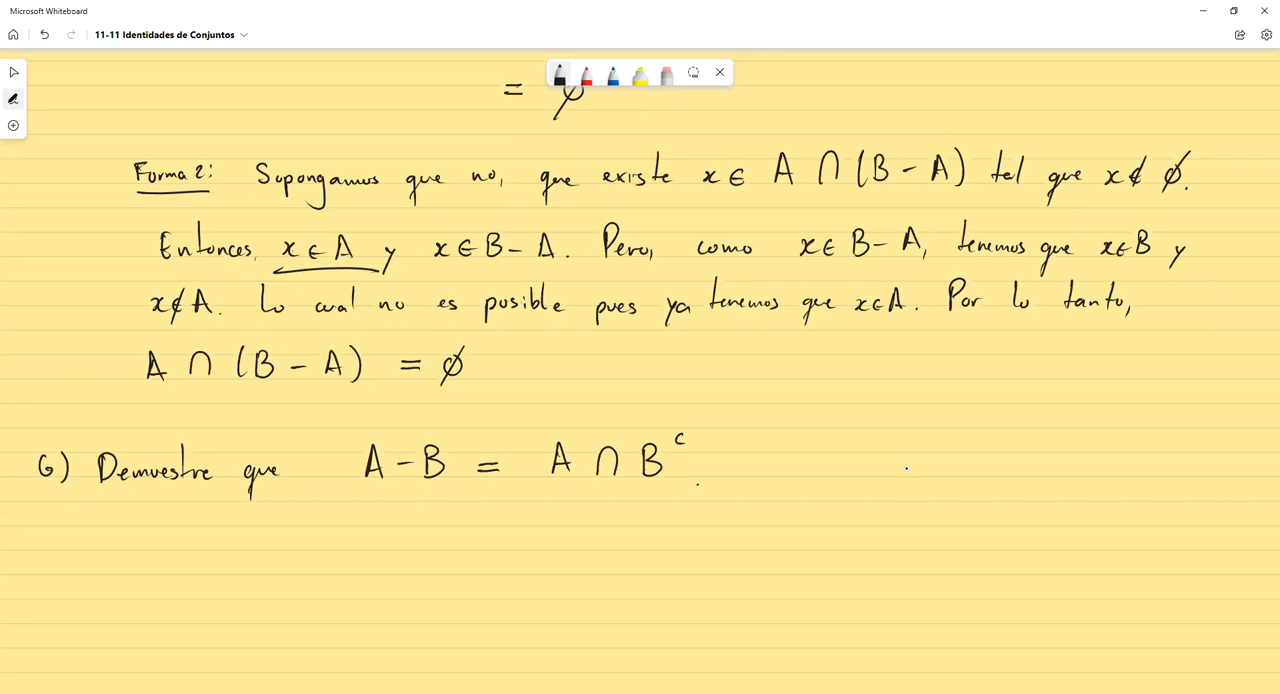 Microsoft Whiteboard
11-11 Identidades de Conjuntos
= ∅
Forma 2: Supongamos que no, que existe x ∈ A ∩ (B - A) tal que x ∉ ∅.
Entonces, x ∈ A y x ∈ B - A. Pero, como x ∈ B - A, tenemos que x ∈ B y
x ∉ A. Lo cual no es posible pues ya tenemos que x ∈ A. Por lo tanto,
A ∩ (B - A) = ∅
6) Demuestre que A - B = A ∩ Bᶜ.